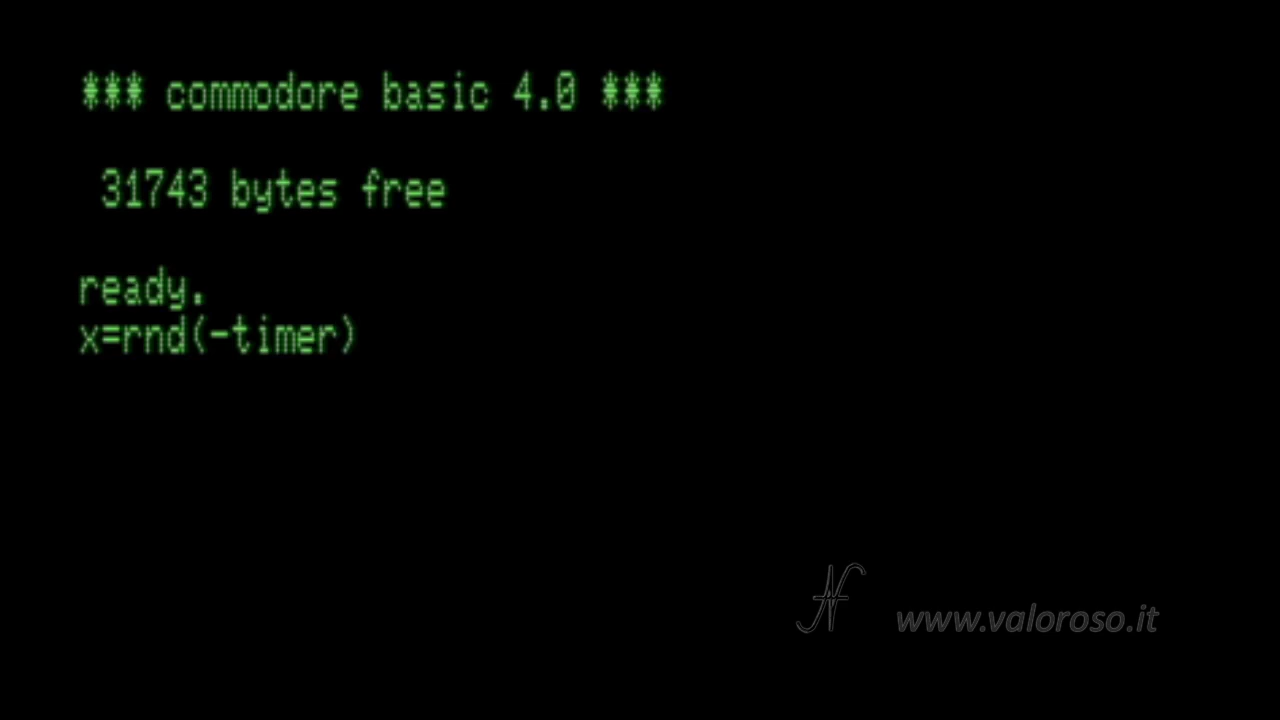 *** commodore basic 4.0 ***
31743 bytes free
ready.
x=rnd(-timer)
www.valoroso.it